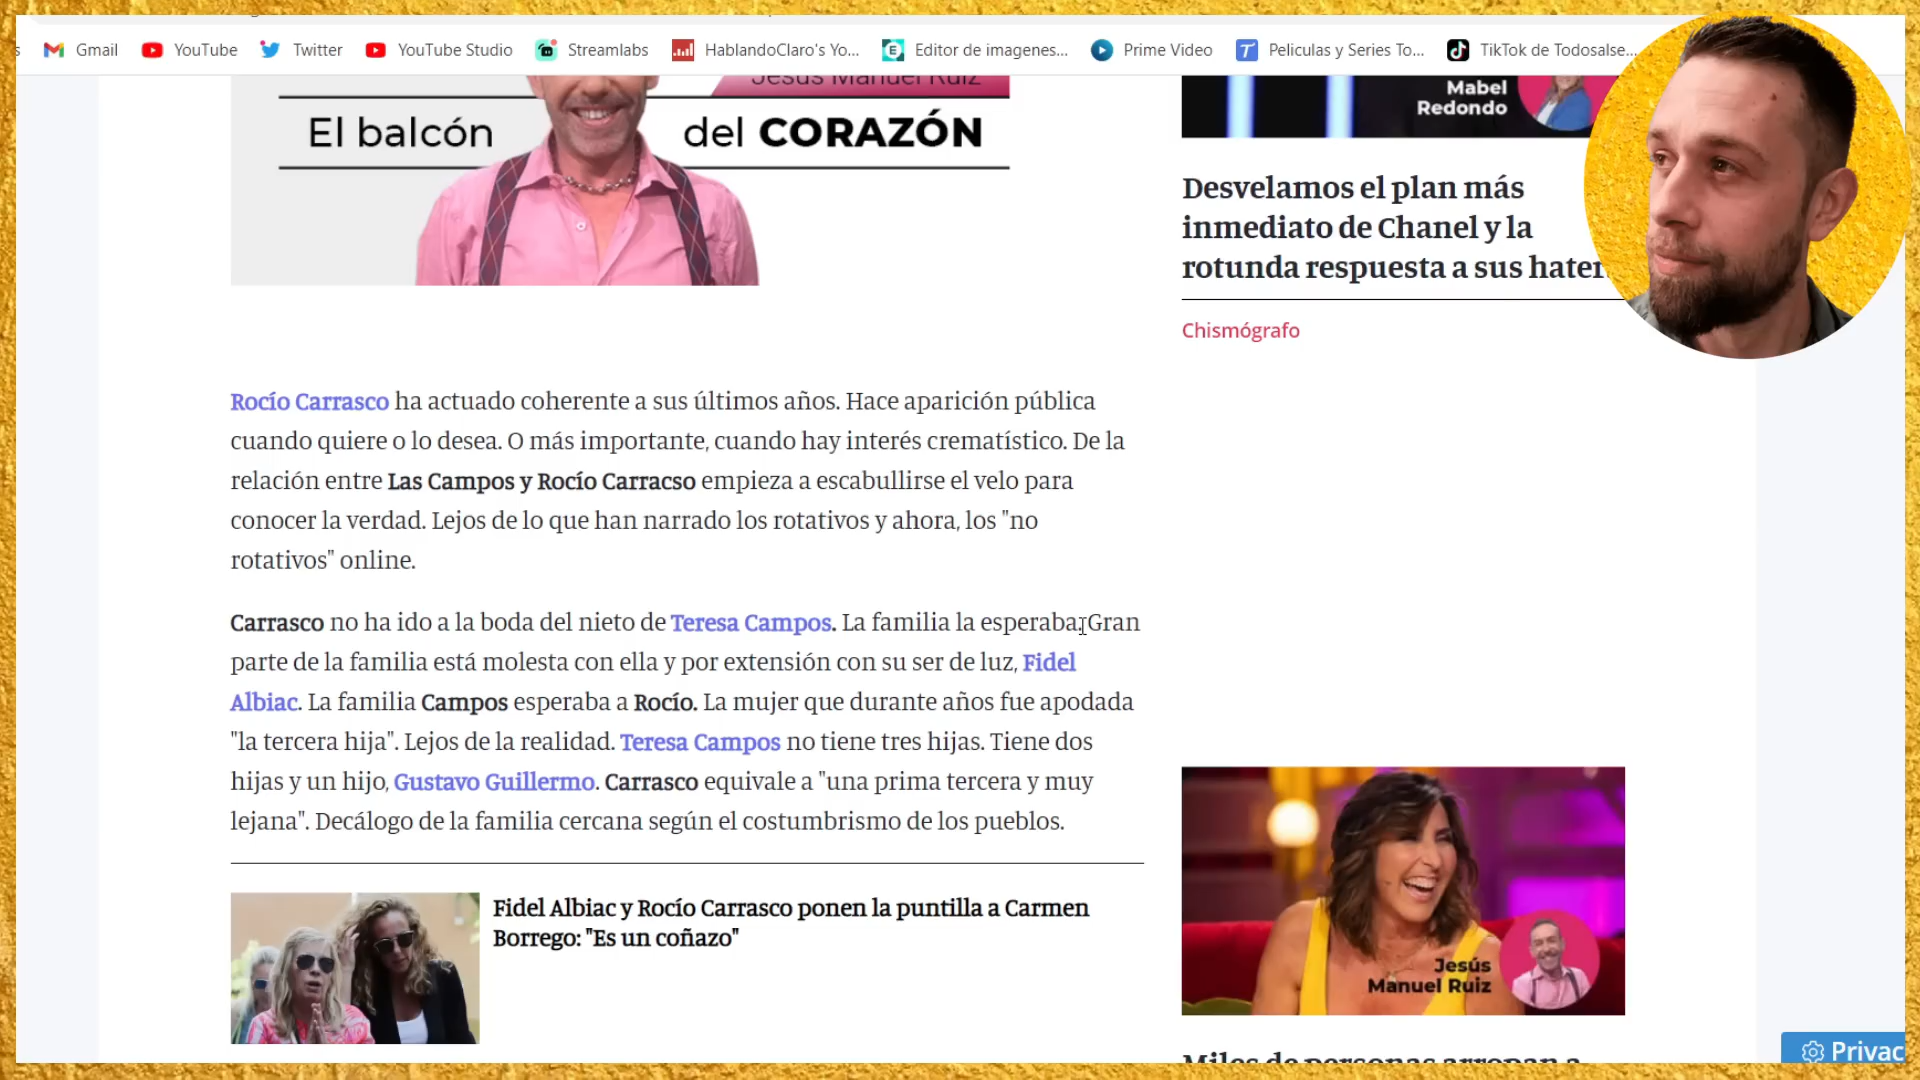 Gmail
YouTube
Twitter
YouTube Studio
Streamlabs
HablandoClaro's Yo...
Editor de imagenes...
Prime Video
Peliculas y Series To...
TikTok de Todosalse...
Jesús Manuel Ruiz
El balcón del CORAZÓN
Rocío Carrasco ha actuado coherente a sus últimos años. Hace aparición pública
cuando quiere o lo desea. O más importante, cuando hay interés crematístico. De la
relación entre Las Campos y Rocío Carracso empieza a escabullirse el velo para
conocer la verdad. Lejos de lo que han narrado los rotativos y ahora, los "no
rotativos" online.
Carrasco no ha ido a la boda del nieto de Teresa Campos. La familia la esperaba. Gran
parte de la familia está molesta con ella y por extensión con su ser de luz, Fidel
Albiac. La familia Campos esperaba a Rocío. La mujer que durante años fue apodada
"la tercera hija". Lejos de la realidad. Teresa Campos no tiene tres hijas. Tiene dos
hijas y un hijo, Gustavo Guillermo. Carrasco equivale a "una prima tercera y muy
lejana". Decálogo de la familia cercana según el costumbrismo de los pueblos.
Fidel Albiac y Rocío Carrasco ponen la puntilla a Carmen
Borrego: "Es un coñazo"
Mabel
Redondo
Desvelamos el plan más
inmediato de Chanel y la
rotunda respuesta a sus hater
Chismógrafo
Jesús
Manuel Ruiz
Miles de personas arropan a
Privac